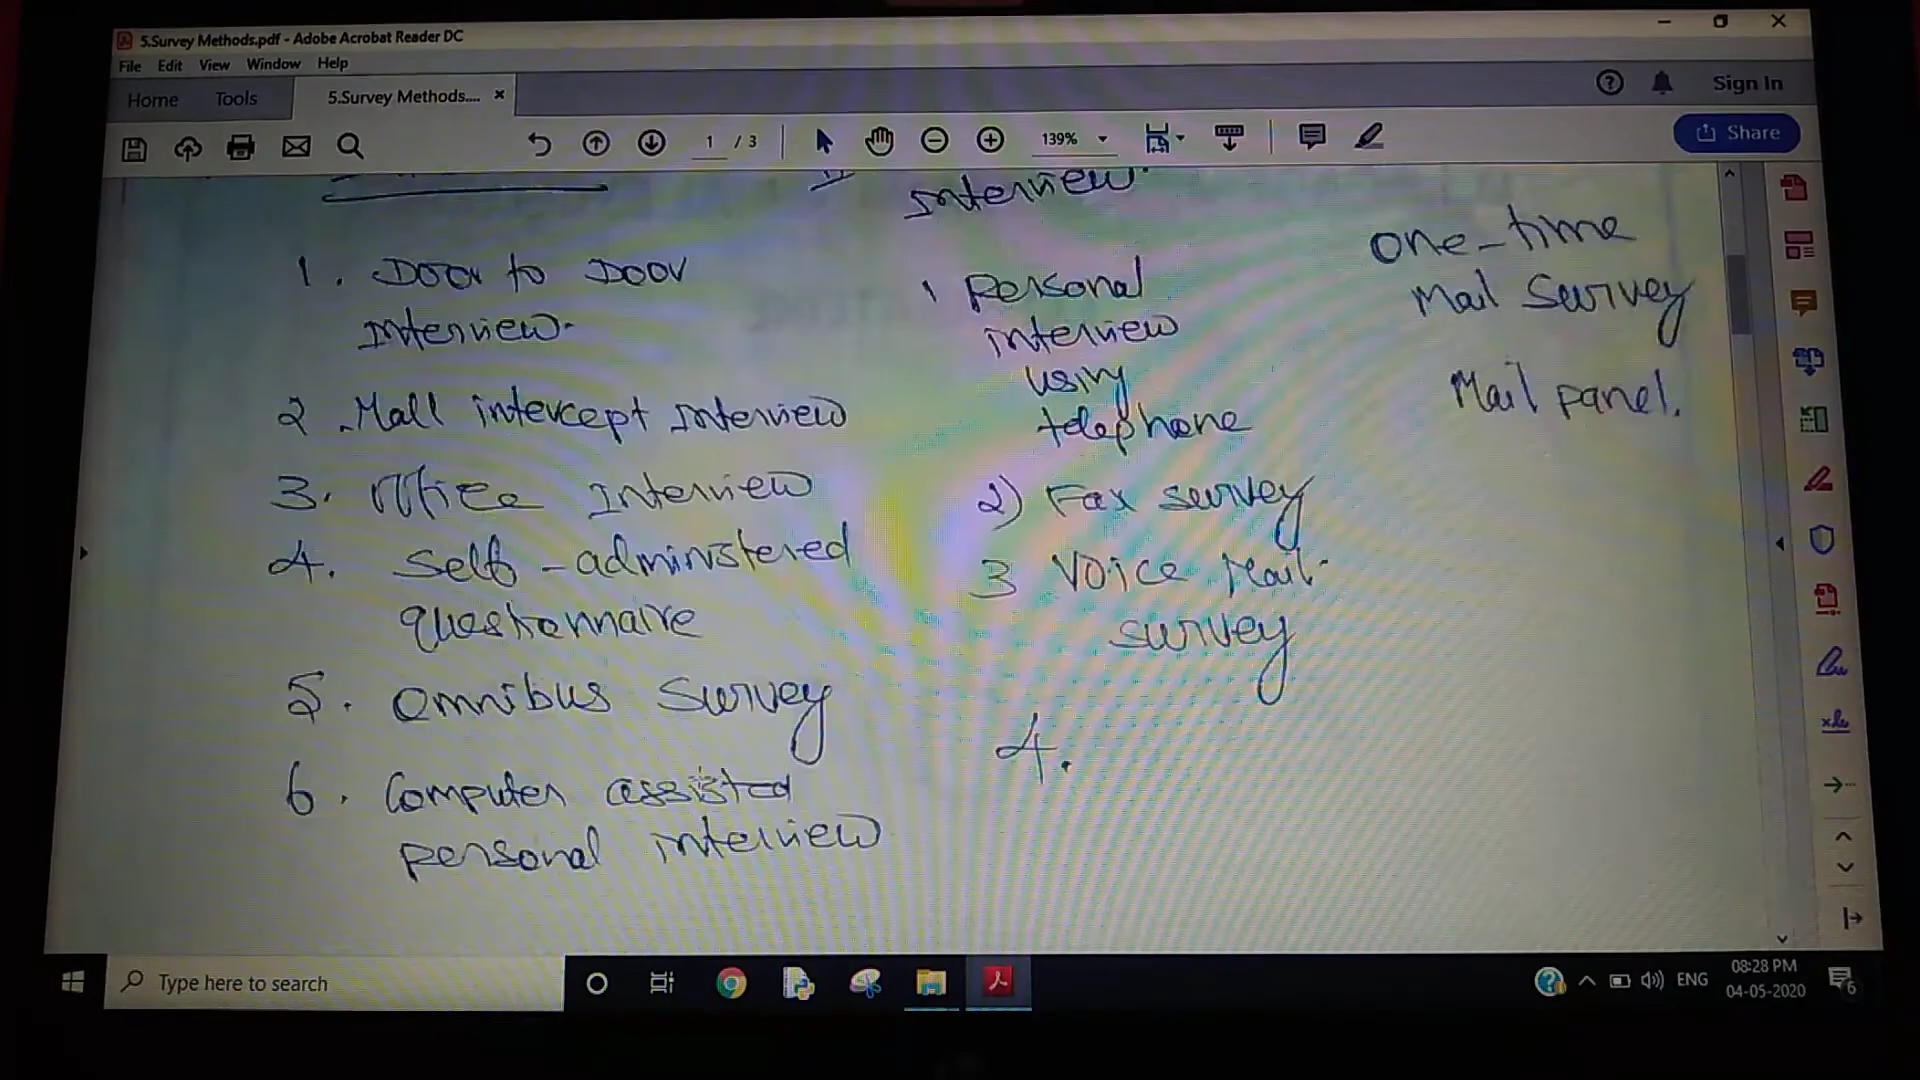 5.Survey Methods.pdf - Adobe Acrobat Reader DC
File Edit View Window Help
Home Tools 5.Survey Methods.... ×
Sign In
1 / 3
139%
Share
Interview.
1. Door to Door
Interview.
2. Mall intercept Interview
3. Office Interview
4. Self-administered
questionnaire
5. Omnibus Survey
6. Computer assisted
personal interview
1 Personal
interview
using
telephone
2) Fax survey
3 Voice Mail
survey
4.
One-time
Mail Survey
Mail panel.
Type here to search
ENG
08:28 PM
04-05-2020
6